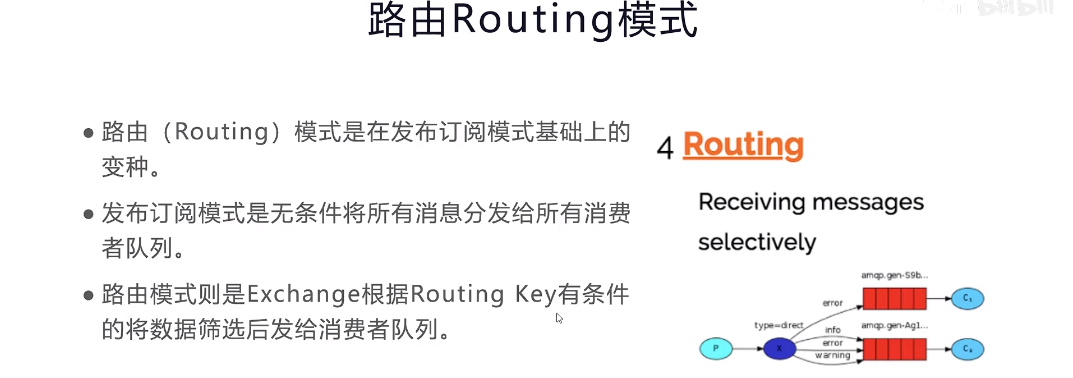 路由Routing模式
● 路由（Routing）模式是在发布订阅模式基础上的
变种。
● 发布订阅模式是无条件将所有消息分发给所有消费
者队列。
● 路由模式则是Exchange根据Routing Key有条件
的将数据筛选后发给消费者队列。
4 Routing
Receiving messages
selectively
amqp.gen-S9b...
error
C₁
type=direct
amqp.gen-Ag1...
info
P
X
error
C₂
warning